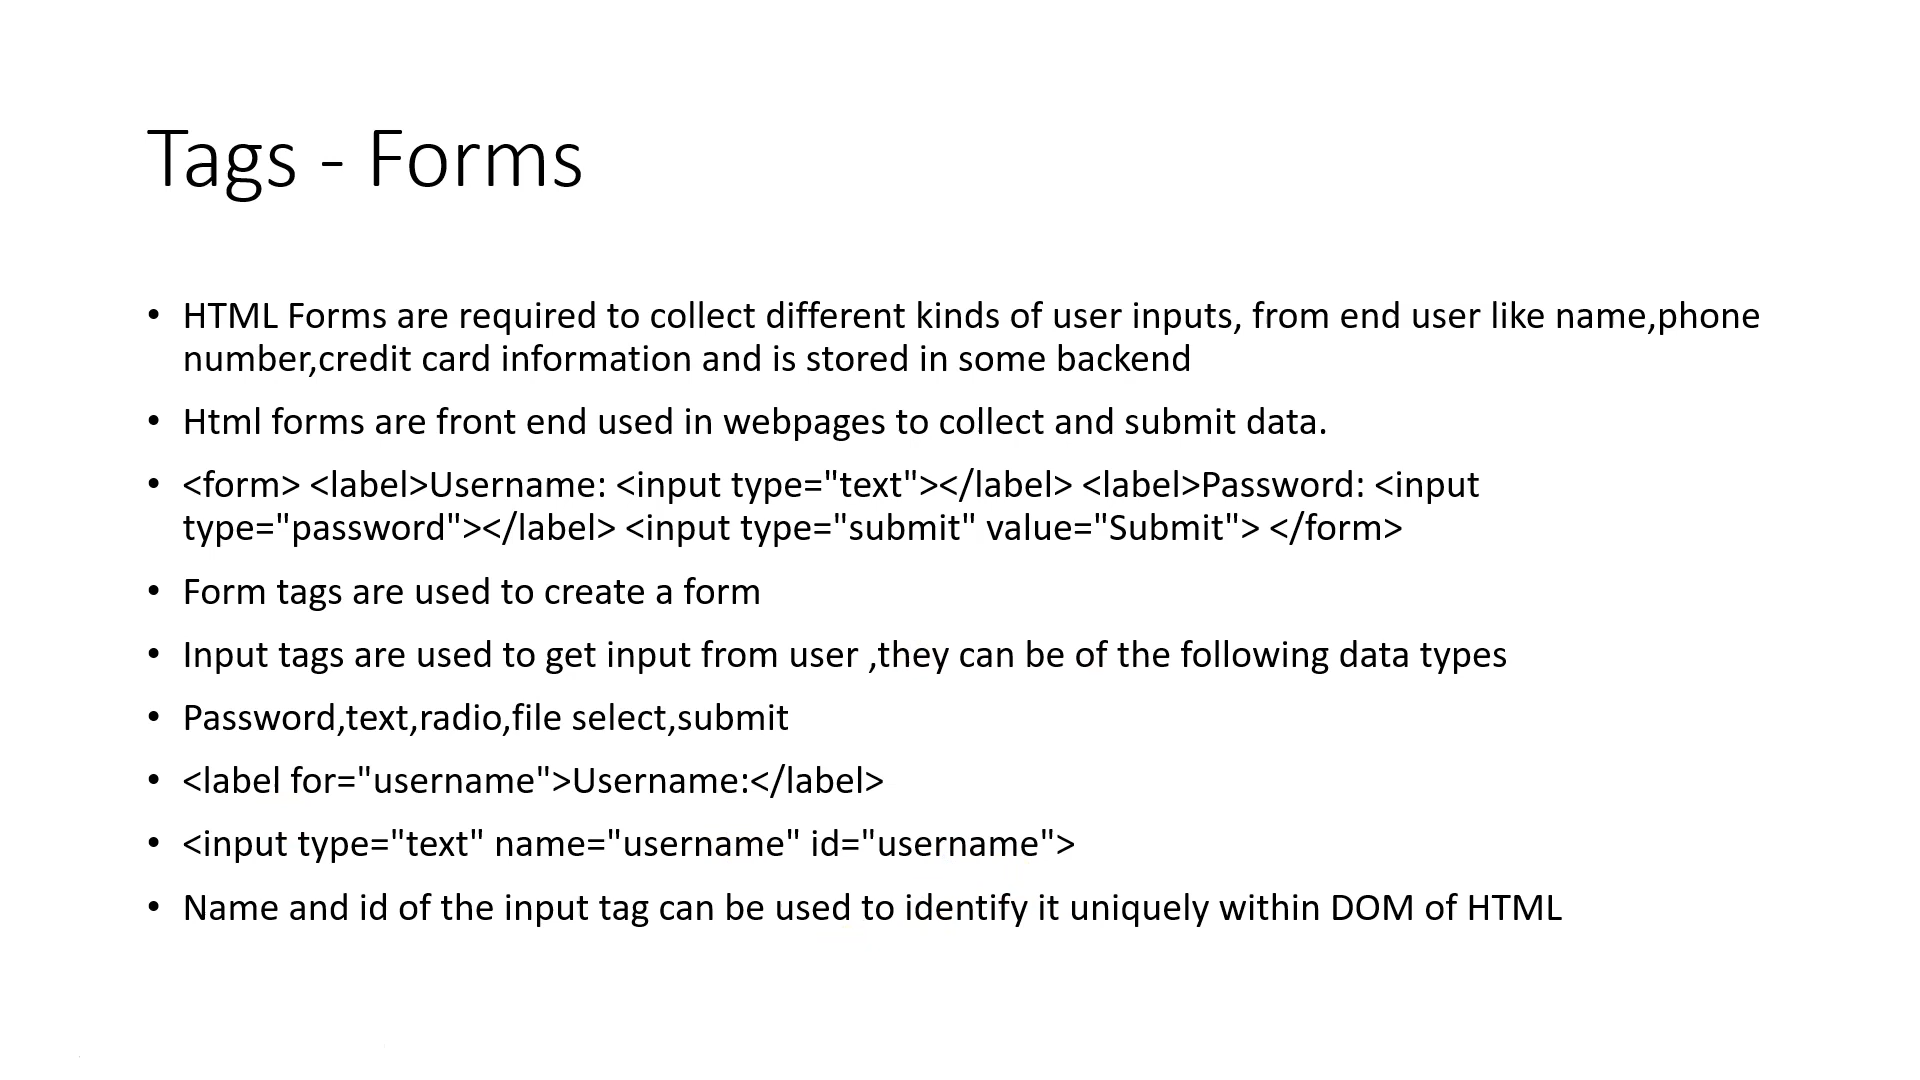 Tags - Forms
• HTML Forms are required to collect different kinds of user inputs, from end user like name,phone
number,credit card information and is stored in some backend
• Html forms are front end used in webpages to collect and submit data.
• <form> <label>Username: <input type="text"></label> <label>Password: <input
type="password"></label> <input type="submit" value="Submit"> </form>
• Form tags are used to create a form
• Input tags are used to get input from user ,they can be of the following data types
• Password,text,radio,file select,submit
• <label for="username">Username:</label>
• <input type="text" name="username" id="username">
• Name and id of the input tag can be used to identify it uniquely within DOM of HTML